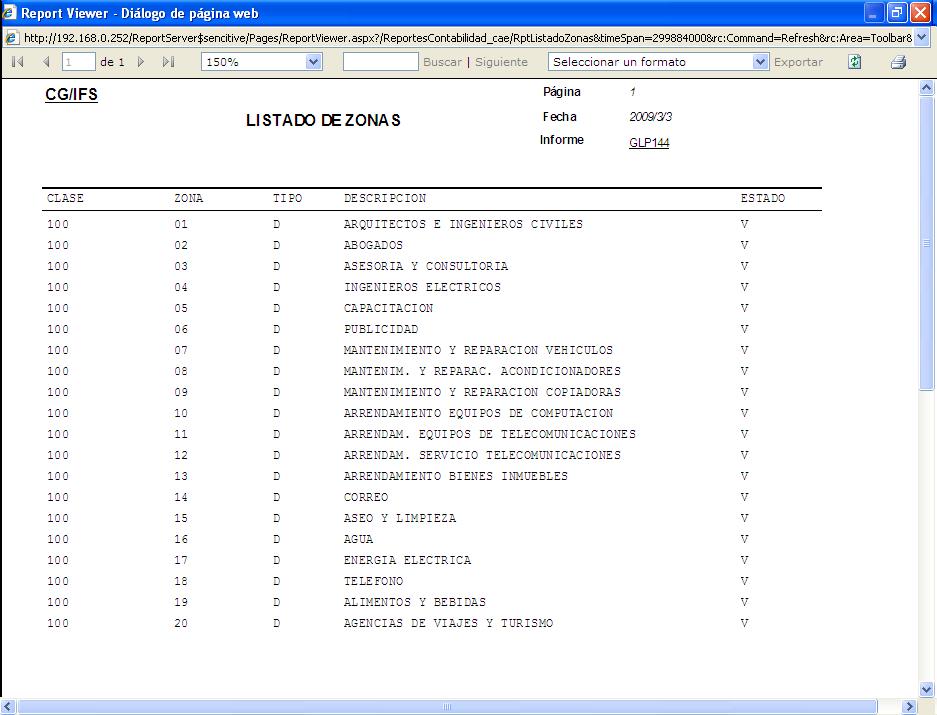 Report Viewer - Diálogo de página web
http://192.168.0.252/ReportServer$sencitive/Pages/ReportViewer.aspx?/ReportesContabilidad_cae/RptListadoZonas&timeSpan=299884000&rc:Command=Refresh&rc:Area=Toolbar&
1 de 1 150% Buscar | Siguiente Seleccionar un formato Exportar
CG/IFS
Página 1
LISTADO DE ZONAS
Fecha 2009/3/3
Informe GLP144
CLASE ZONA TIPO DESCRIPCION ESTADO
100 01 D ARQUITECTOS E INGENIEROS CIVILES V
100 02 D ABOGADOS V
100 03 D ASESORIA Y CONSULTORIA V
100 04 D INGENIEROS ELECTRICOS V
100 05 D CAPACITACION V
100 06 D PUBLICIDAD V
100 07 D MANTENIMIENTO Y REPARACION VEHICULOS V
100 08 D MANTENIM. Y REPARAC. ACONDICIONADORES V
100 09 D MANTENIMIENTO Y REPARACION COPIADORAS V
100 10 D ARRENDAMIENTO EQUIPOS DE COMPUTACION V
100 11 D ARRENDAM. EQUIPOS DE TELECOMUNICACIONES V
100 12 D ARRENDAM. SERVICIO TELECOMUNICACIONES V
100 13 D ARRENDAMIENTO BIENES INMUEBLES V
100 14 D CORREO V
100 15 D ASEO Y LIMPIEZA V
100 16 D AGUA V
100 17 D ENERGIA ELECTRICA V
100 18 D TELEFONO V
100 19 D ALIMENTOS Y BEBIDAS V
100 20 D AGENCIAS DE VIAJES Y TURISMO V